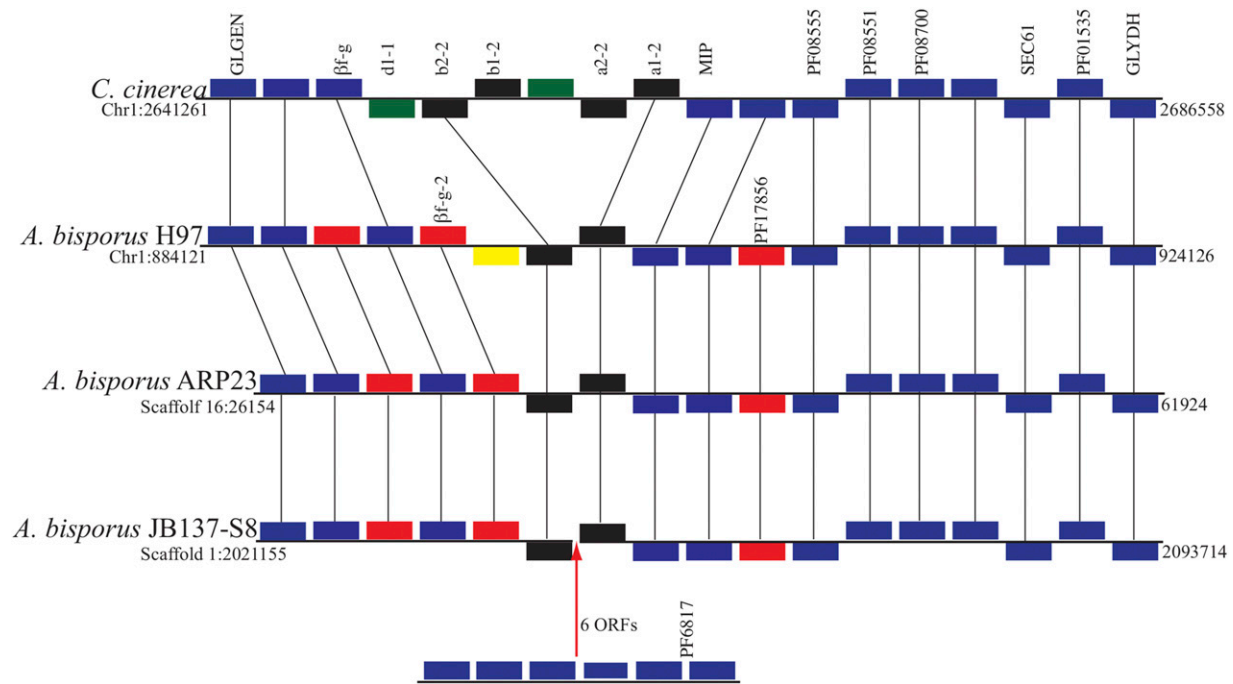 GLGEN
βf-g
d1-1
b2-2
b1-2
a2-2
a1-2
MIP
PF08555
PF08551
PF08700
SEC61
PF01535
GLYDH
C. cinerea
Chr1:2641261
2686558
βf-g-2
PF17856
A. bisporus H97
Chr1:884121
924126
A. bisporus ARP23
Scaffolf 16:26154
61924
A. bisporus JB137-S8
Scaffold 1:2021155
2093714
6 ORFs
PF6817